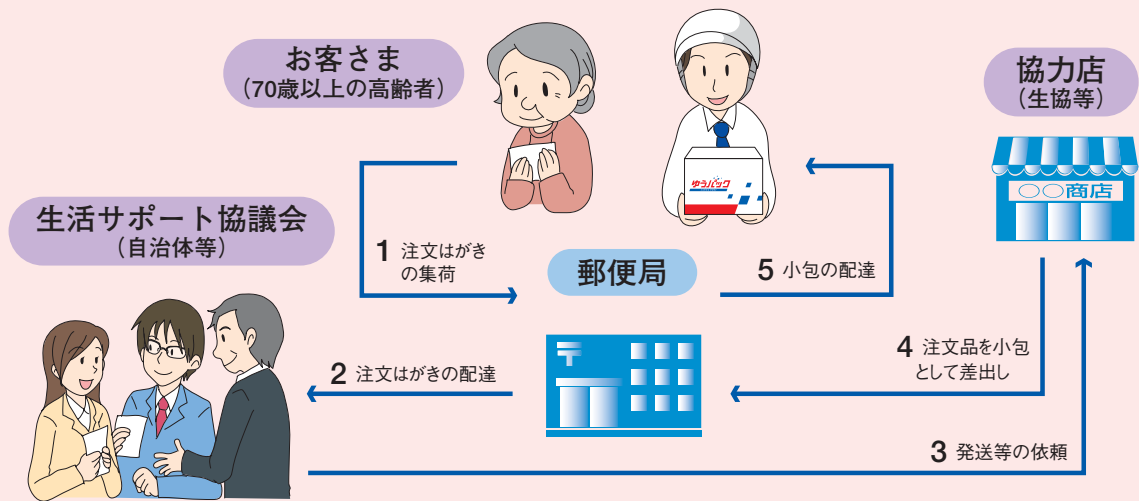 お客さま
(70歳以上の高齢者)
協力店
(生協等)
ゆうパック
○○商店
生活サポート協議会
(自治体等)
1 注文はがき
の集荷
郵便局
5 小包の配達
4 注文品を小包
として差出し
2 注文はがきの配達
〒
3 発送等の依頼